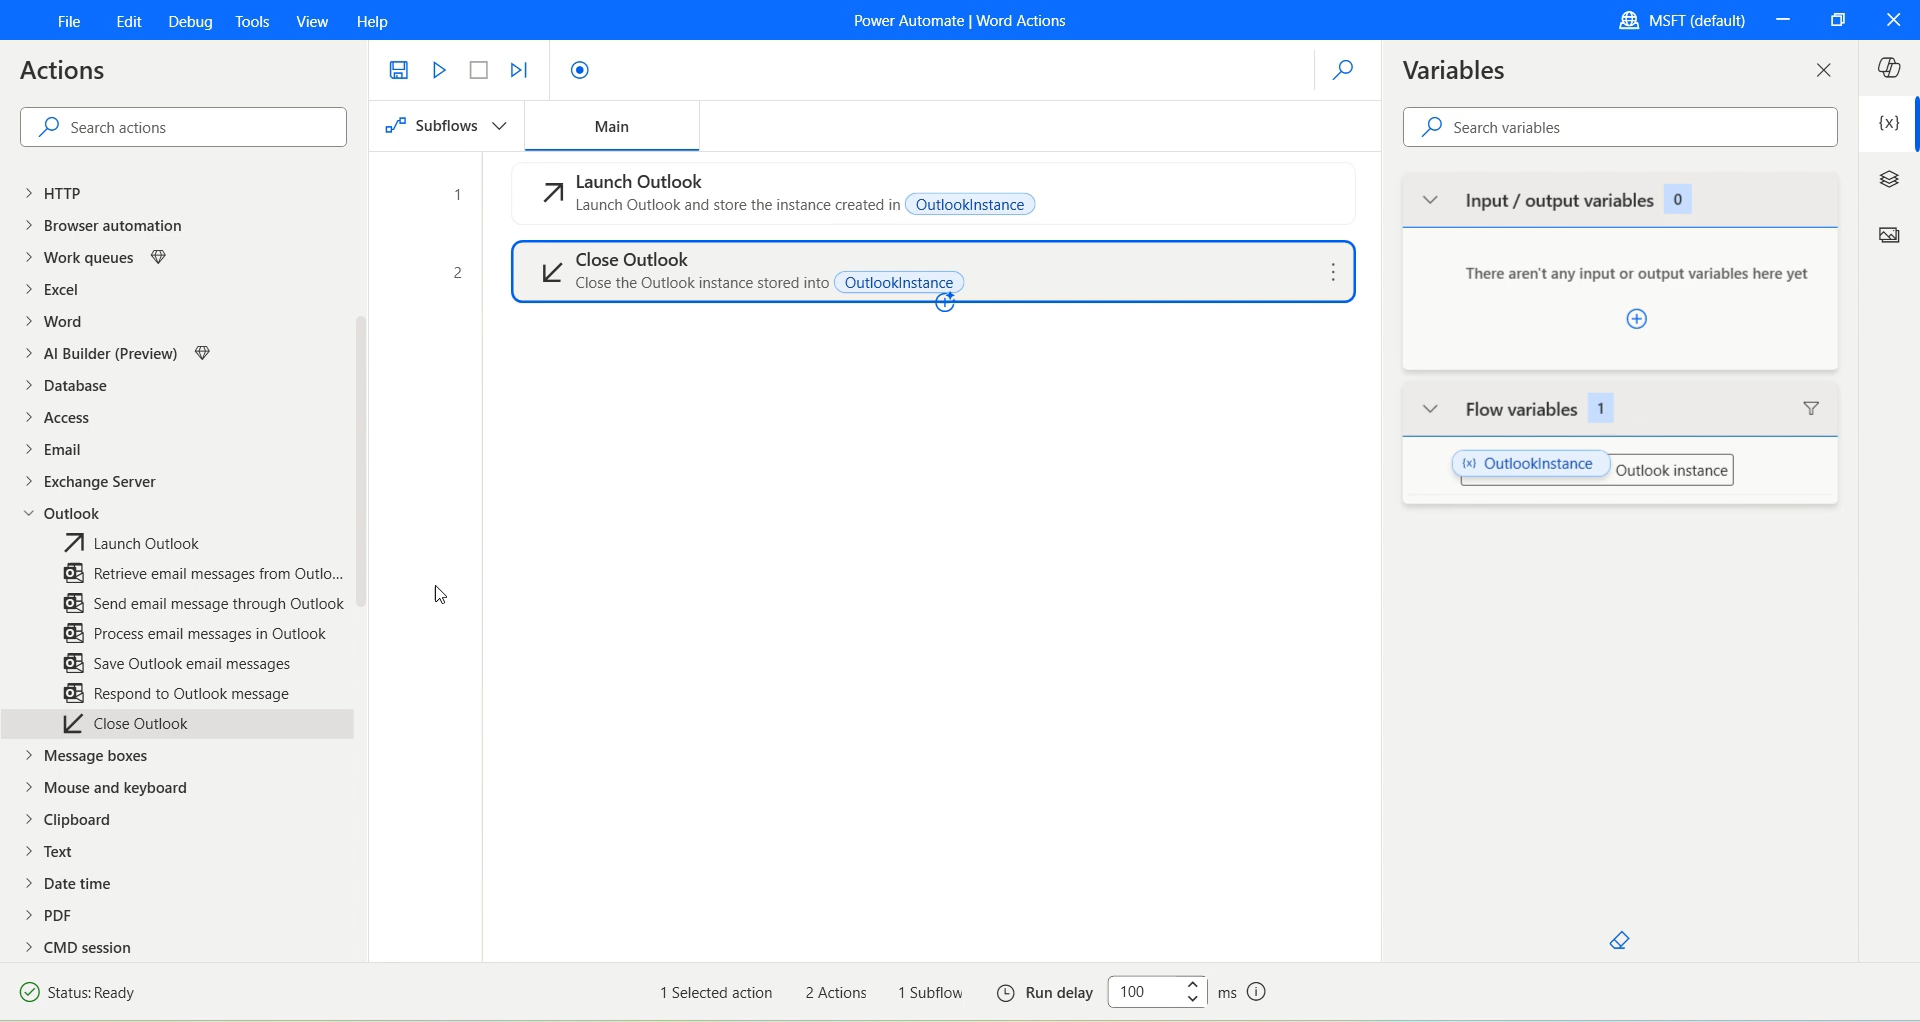 File Edit Debug Tools View Help
Power Automate | Word Actions
MSFT (default)
Actions
Search actions
HTTP
Browser automation
Work queues
Excel
Word
AI Builder (Preview)
Database
Access
Email
Exchange Server
Outlook
Launch Outlook
Retrieve email messages from Outlo...
Send email message through Outlook
Process email messages in Outlook
Save Outlook email messages
Respond to Outlook message
Close Outlook
Message boxes
Mouse and keyboard
Clipboard
Text
Date time
PDF
CMD session
Subflows
Main
1
Launch Outlook
Launch Outlook and store the instance created in OutlookInstance
2
Close Outlook
Close the Outlook instance stored into OutlookInstance
Variables
Search variables
{x}
Input / output variables 0
There aren't any input or output variables here yet
Flow variables 1
{x} OutlookInstance Outlook instance
Status: Ready
1 Selected action
2 Actions
1 Subflow
Run delay
100
ms